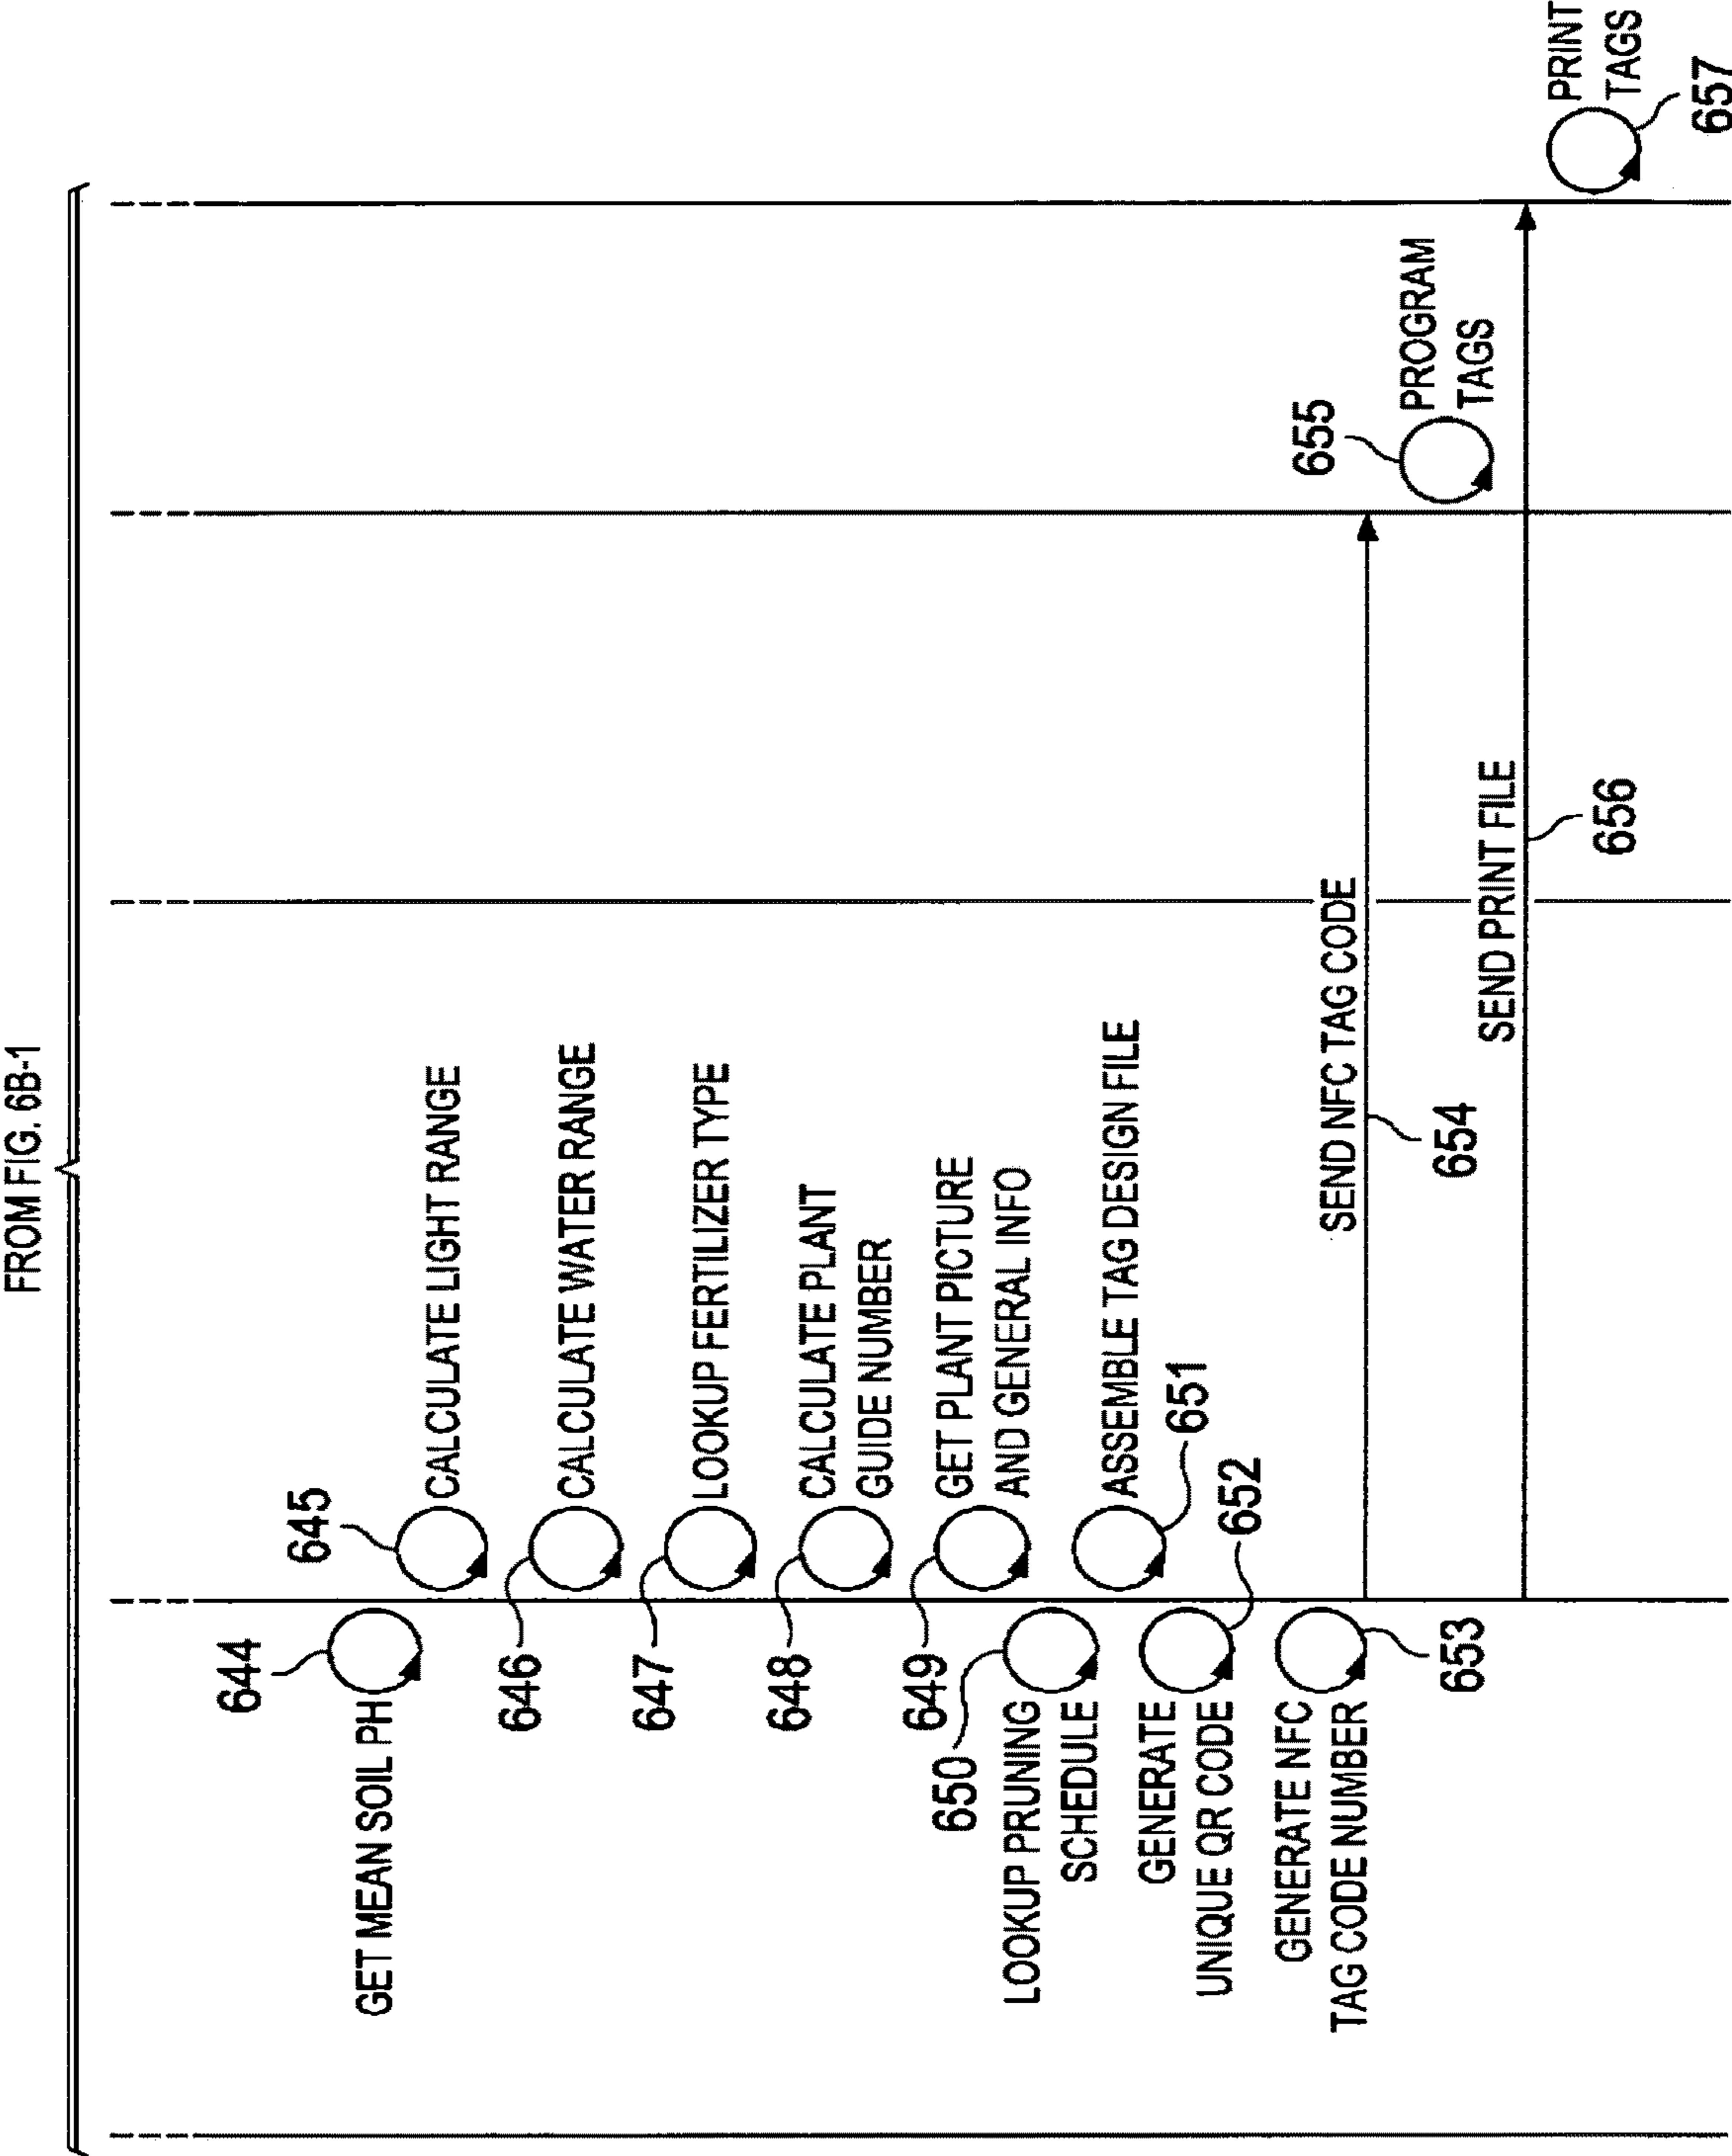 FROM FIG. 6B-1
644
GET MEAN SOIL PH
645
CALCULATE LIGHT RANGE
646
CALCULATE WATER RANGE
647
LOOKUP FERTILIZER TYPE
648
CALCULATE PLANT
GUIDE NUMBER
649
GET PLANT PICTURE
AND GENERAL INFO
650
LOOKUP PRUNING
SCHEDULE
ASSEMBLE TAG DESIGN FILE
651
GENERATE
UNIQUE QR CODE
652
GENERATE NFC
TAG CODE NUMBER
653
SEND NFC TAG CODE
654
655
PROGRAM
TAGS
SEND PRINT FILE
656
PRINT
TAGS
657